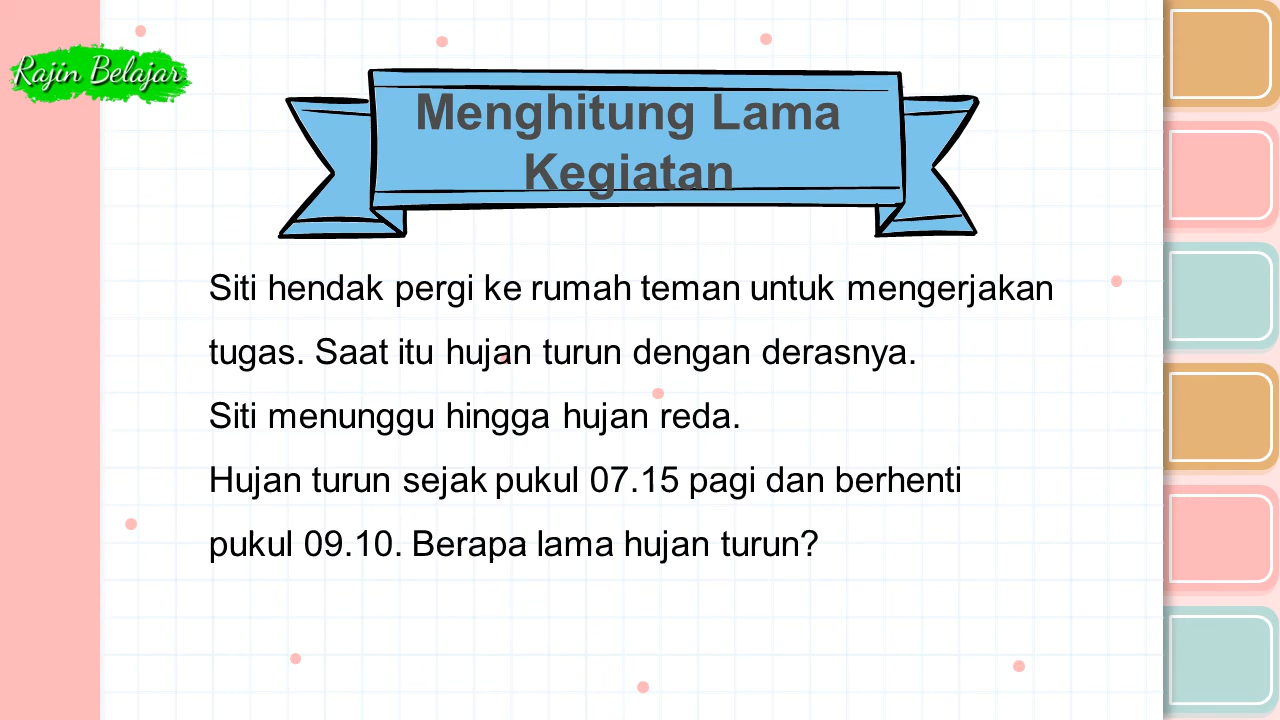 Rajin Belajar
Menghitung Lama
Kegiatan
Siti hendak pergi ke rumah teman untuk mengerjakan
tugas. Saat itu hujan turun dengan derasnya.
Siti menunggu hingga hujan reda.
Hujan turun sejak pukul 07.15 pagi dan berhenti
pukul 09.10. Berapa lama hujan turun?